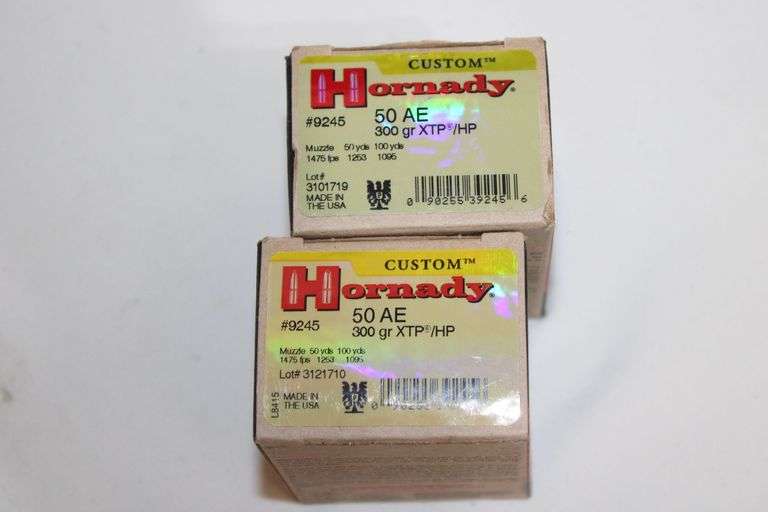 CUSTOM™
Hornady®
#9245 50 AE
300 gr XTP®/HP
Muzzle 50 yds 100 yds
1475 fps 1253 1095
Lot#
3101719
MADE IN
THE USA
0 90255 39245 6
CUSTOM™
Hornady®
#9245 50 AE
300 gr XTP®/HP
Muzzle 50 yds 100 yds
1475 fps 1253 1095
Lot# 3121710
MADE IN
THE USA
L8415